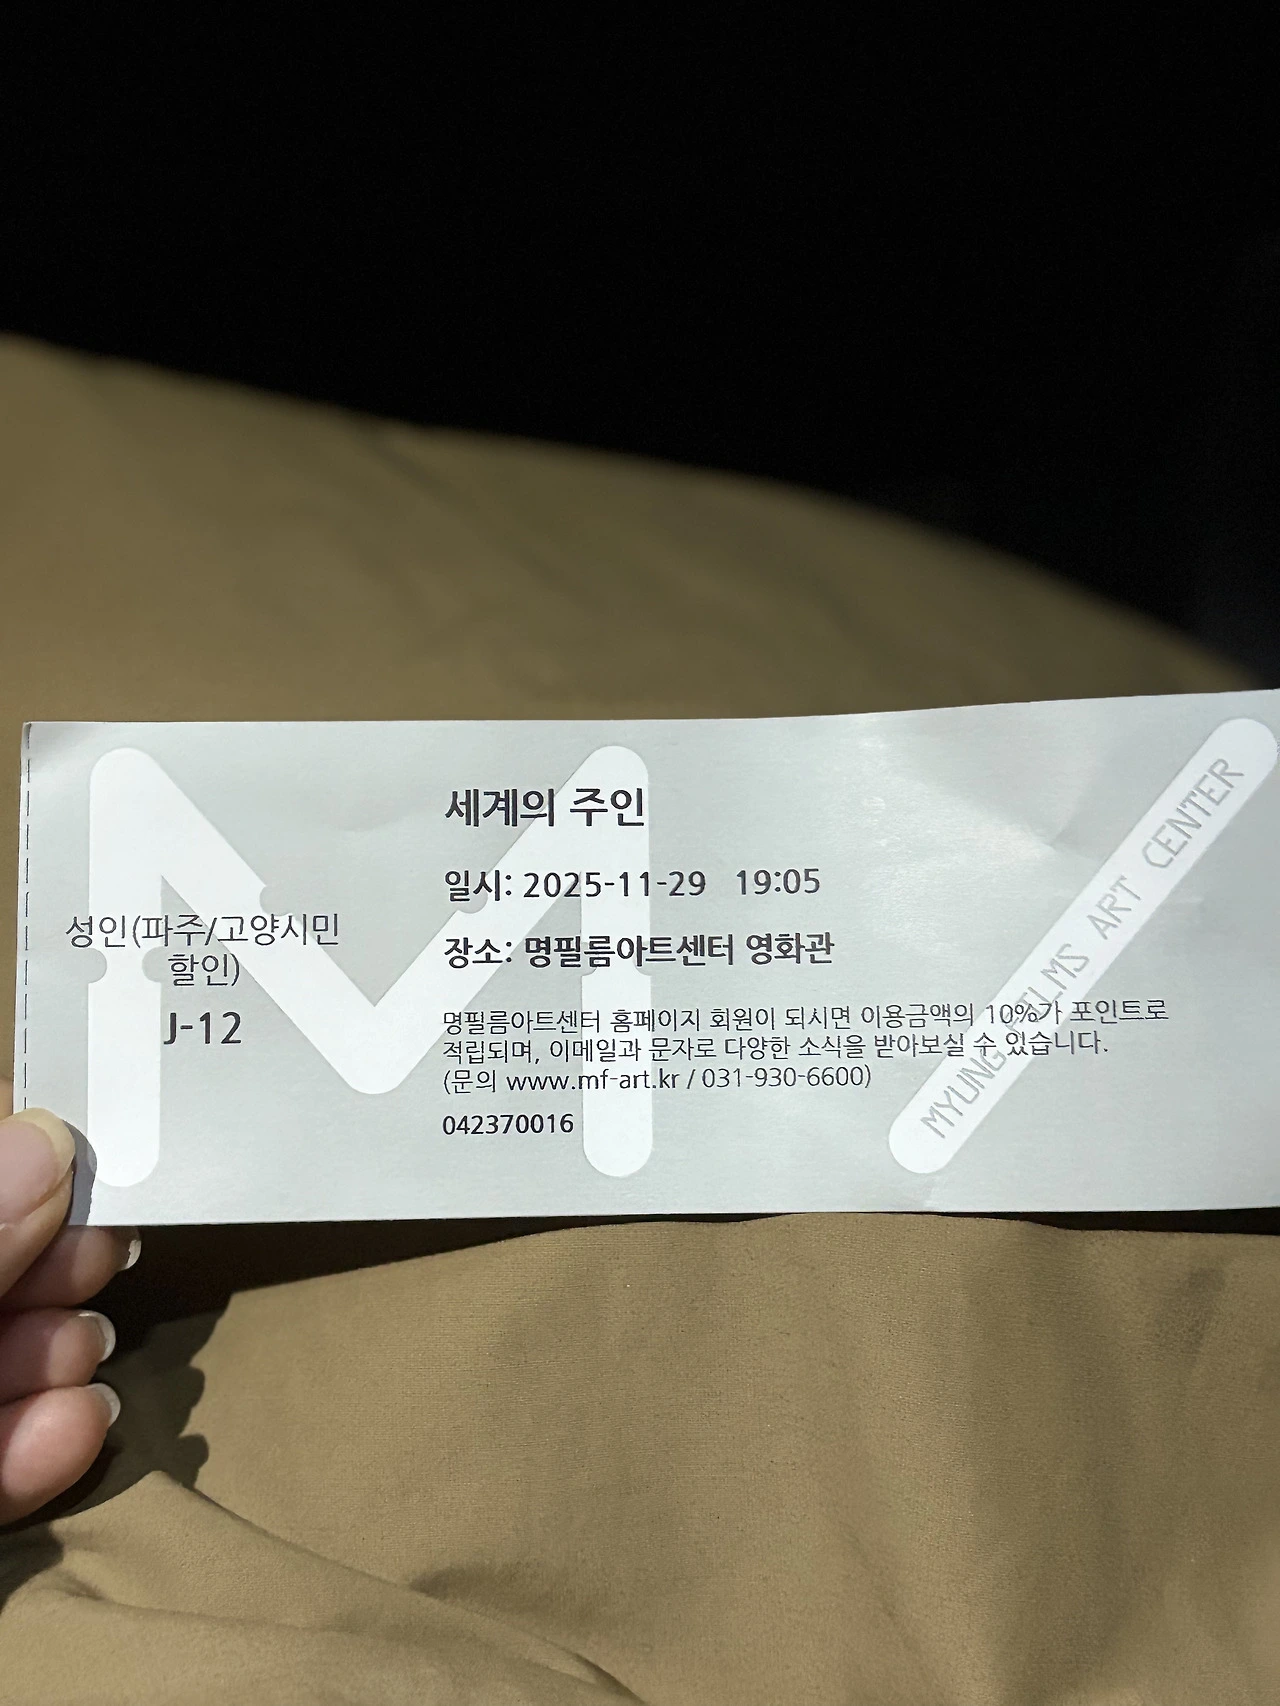 성인(파주/고양시민
할인)
J-12
세계의 주인
일시: 2025-11-29 19:05
장소: 명필름아트센터 영화관
명필름아트센터 홈페이지 회원이 되시면 이용금액의 10%가 포인트로
적립되며, 이메일과 문자로 다양한 소식을 받아보실 수 있습니다.
(문의 www.mf-art.kr / 031-930-6600)
042370016
MYUNG FILMS ART CENTER